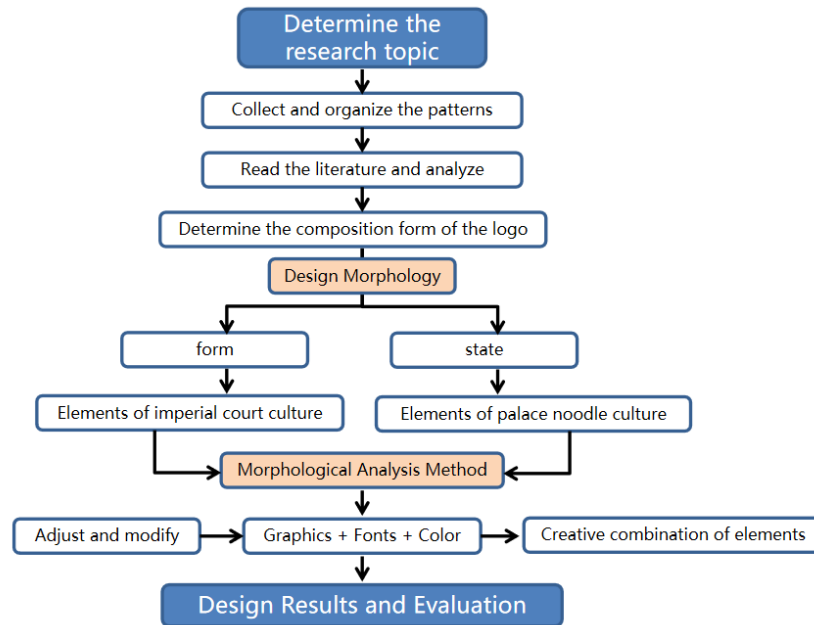 Determine the
research topic
Collect and organize the patterns
Read the literature and analyze
Determine the composition form of the logo
Design Morphology
form
state
Elements of imperial court culture
Elements of palace noodle culture
Morphological Analysis Method
Adjust and modify
Graphics + Fonts + Color
Creative combination of elements
Design Results and Evaluation